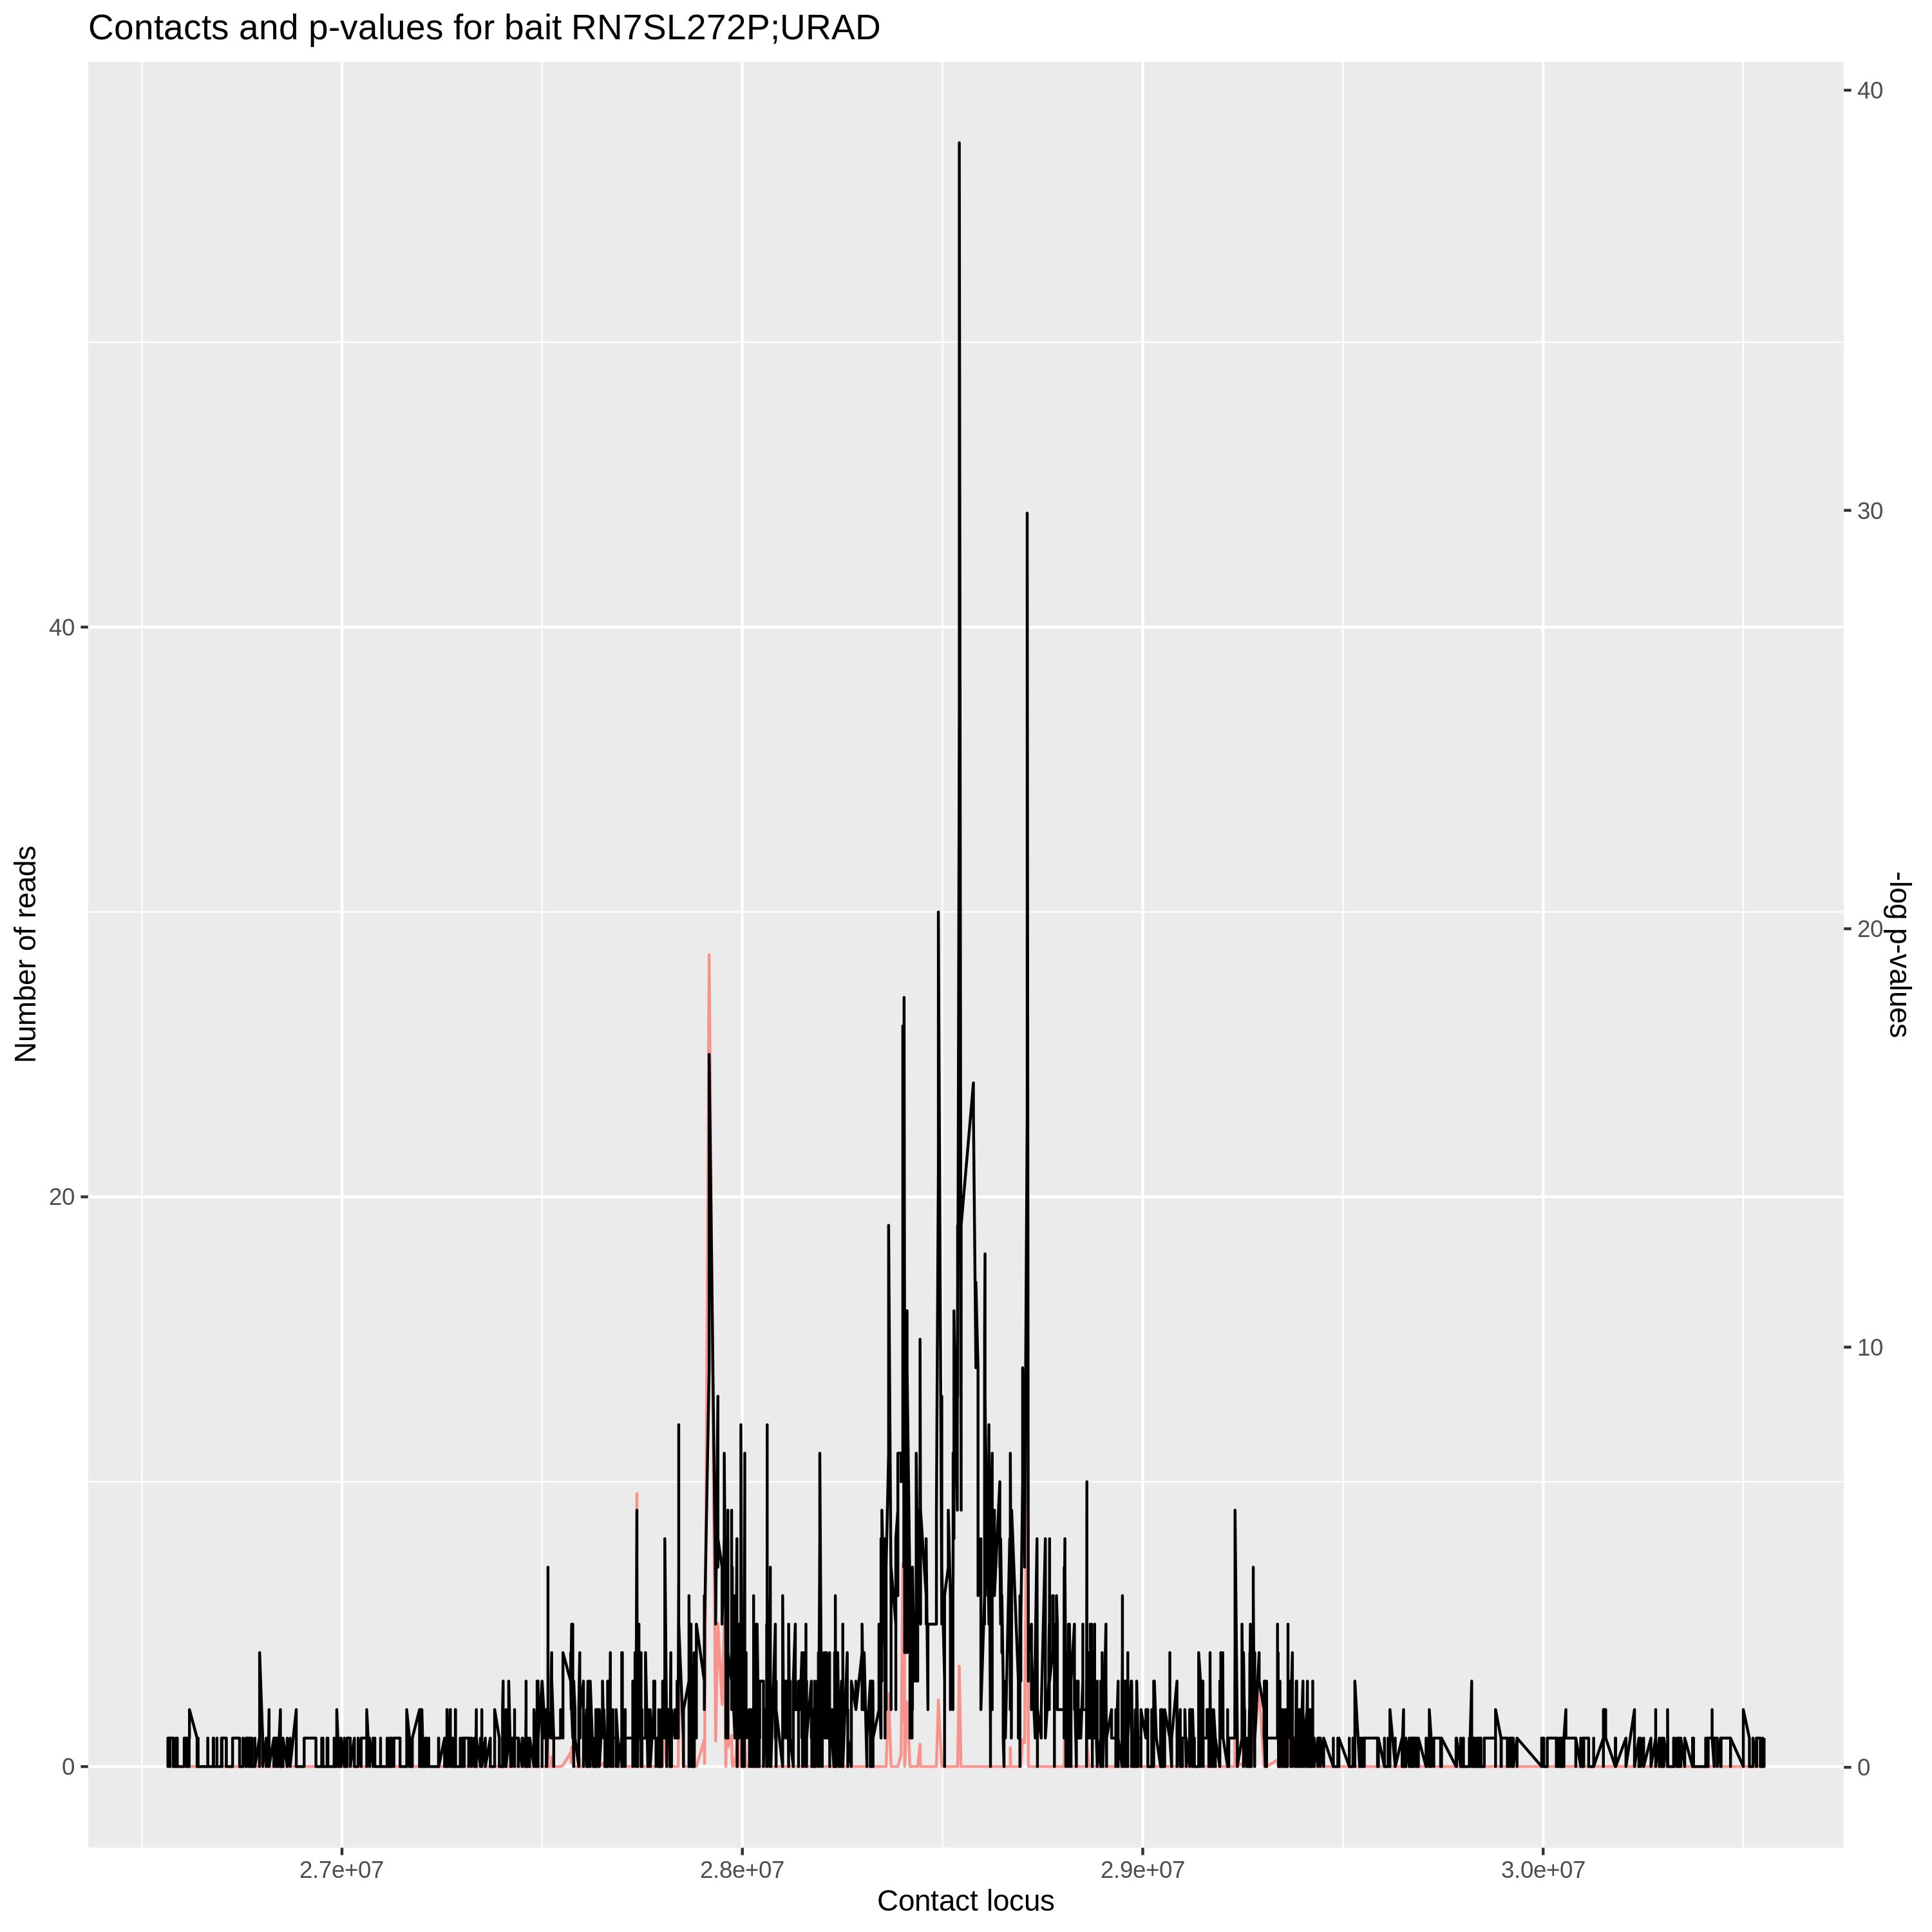 Contacts and p-values for bait RN7SL272P;URAD
Number of reads
40
20
0
40
30
20
10
0
-log p-values
2.7e+07
2.8e+07
2.9e+07
3.0e+07
Contact locus